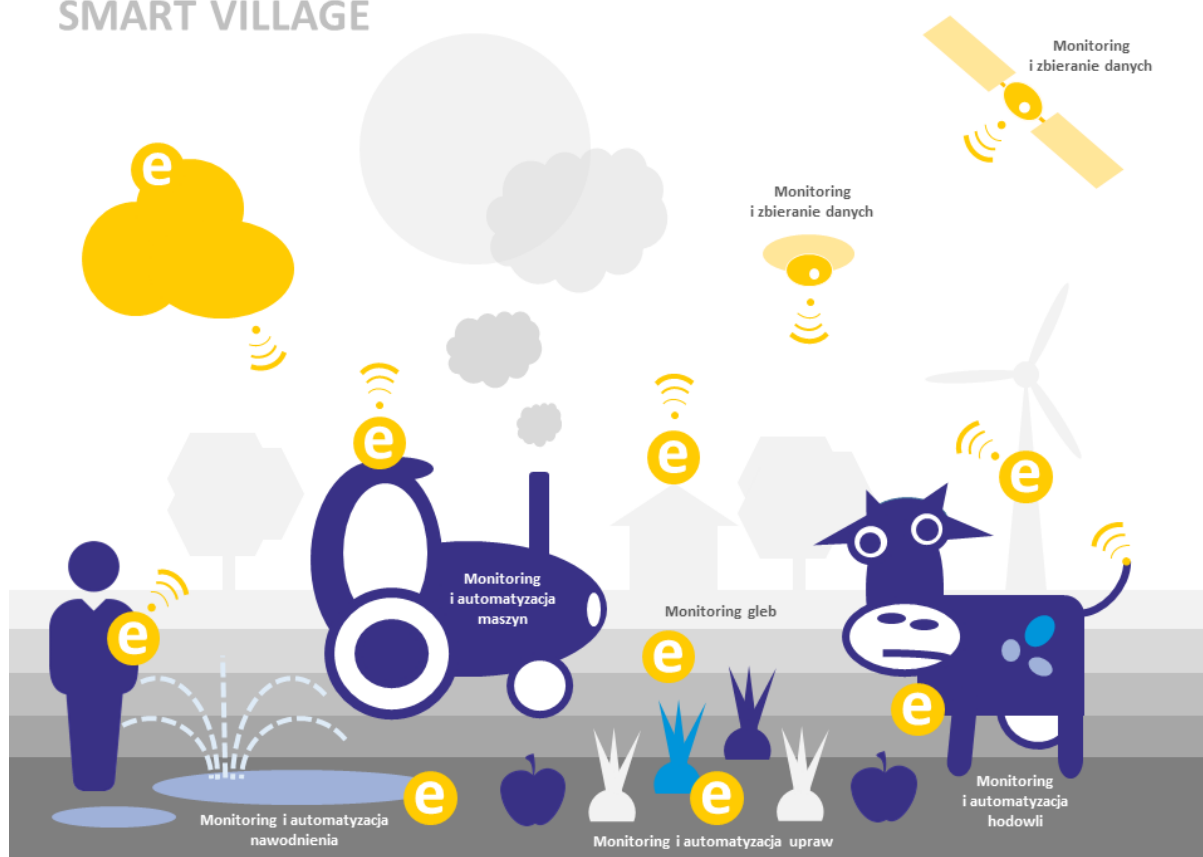 SMART VILLAGE
Monitoring
i zbieranie danych
e
Monitoring
i zbieranie danych
e
e
e
Monitoring
i automatyzacja
maszyn
Monitoring gleb
e
e
e
Monitoring
i automatyzacja
hodowli
e
e
Monitoring i automatyzacja
nawodnienia
Monitoring i automatyzacja upraw